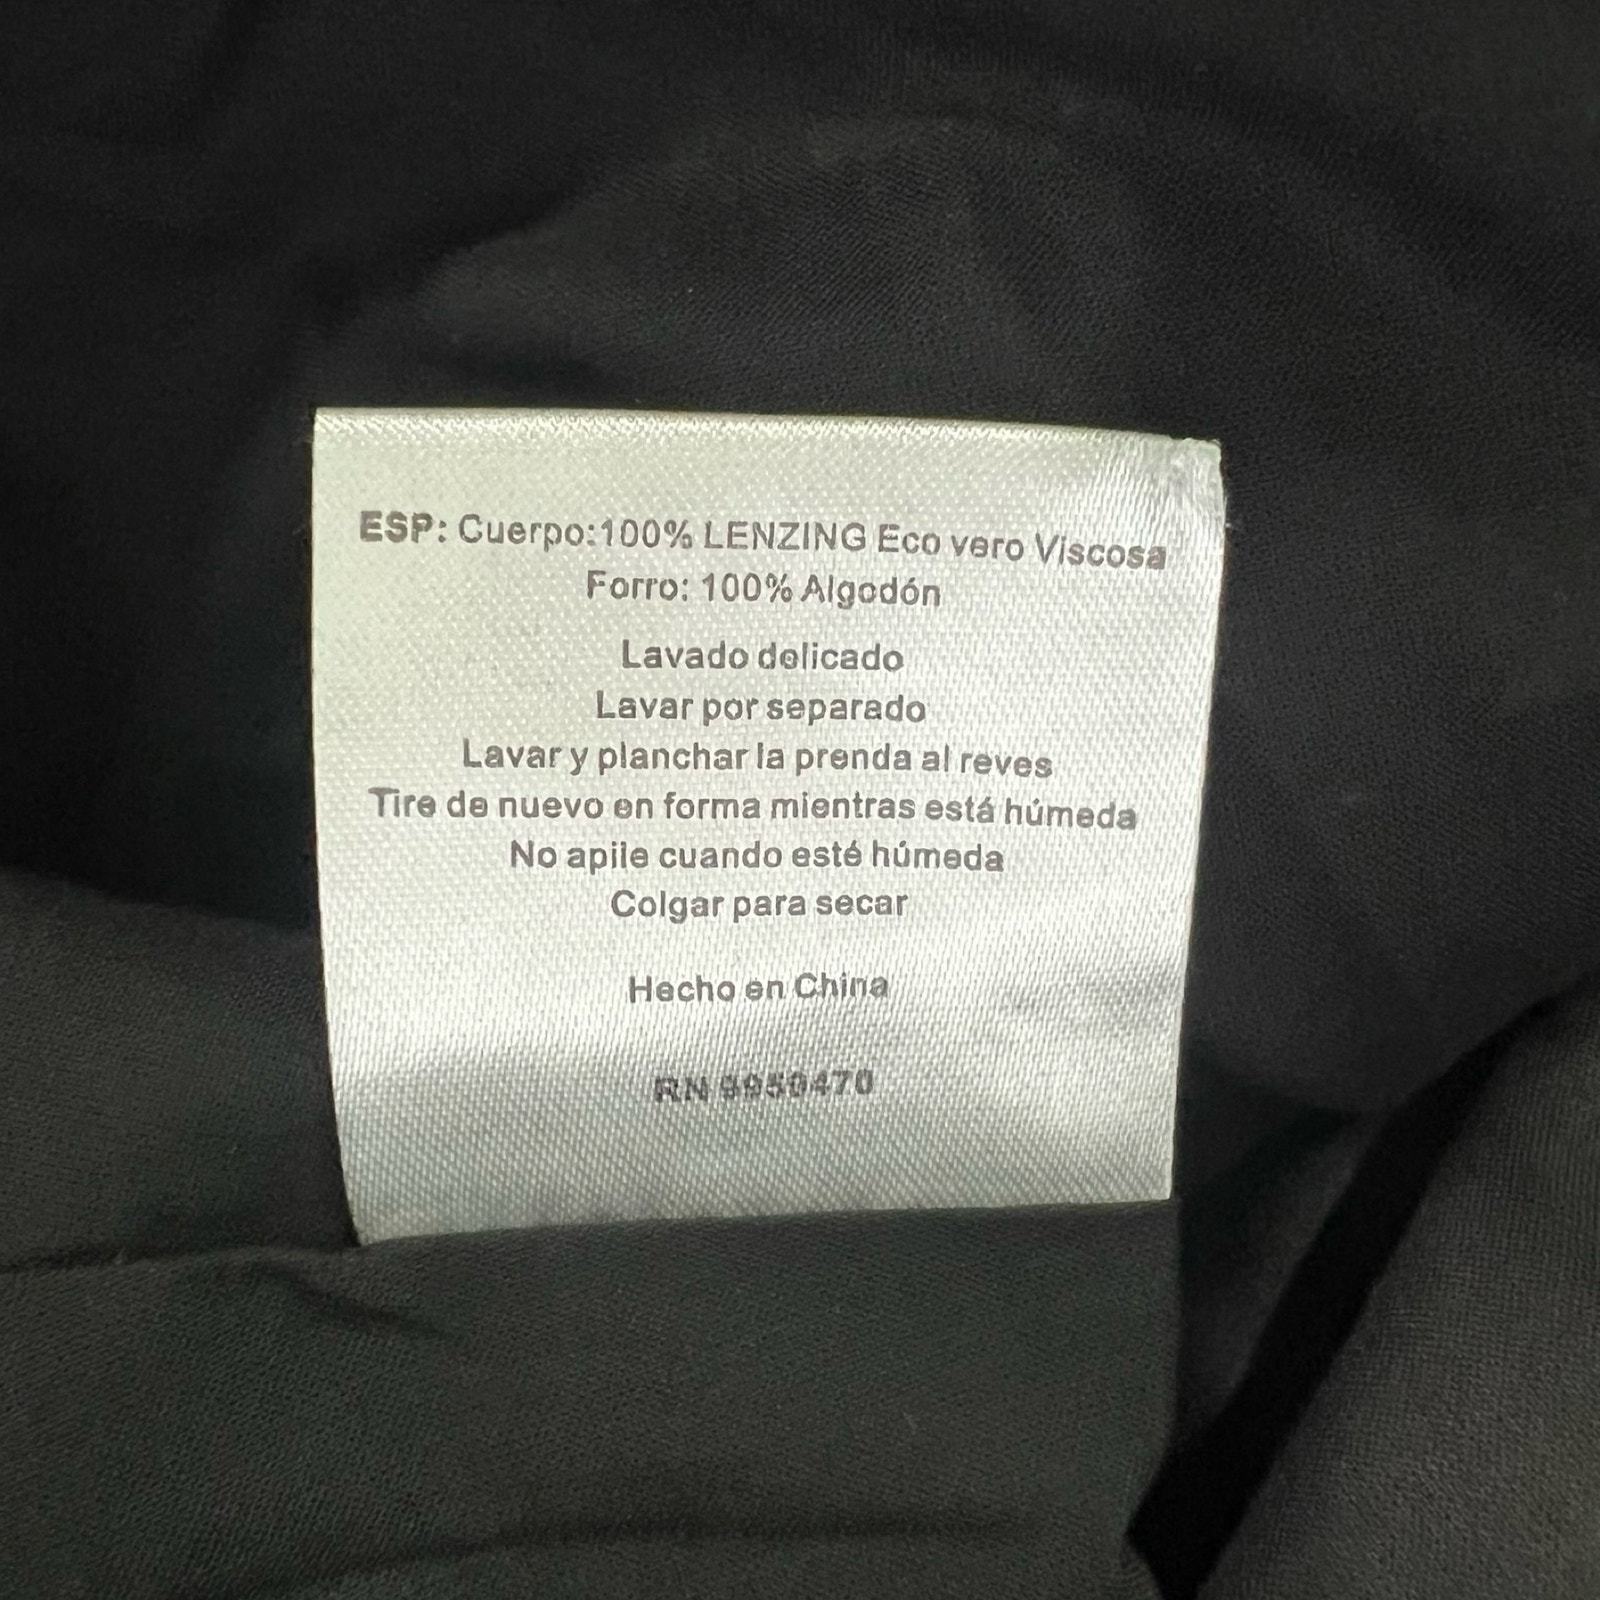 ESP: Cuerpo:100% LENZING Eco vero Viscosa
Forro: 100% Algodón
Lavado delicado
Lavar por separado
Lavar y planchar la prenda al reves
Tire de nuevo en forma mientras está húmeda
No apile cuando esté húmeda
Colgar para secar
Hecho en China
RN 9950470